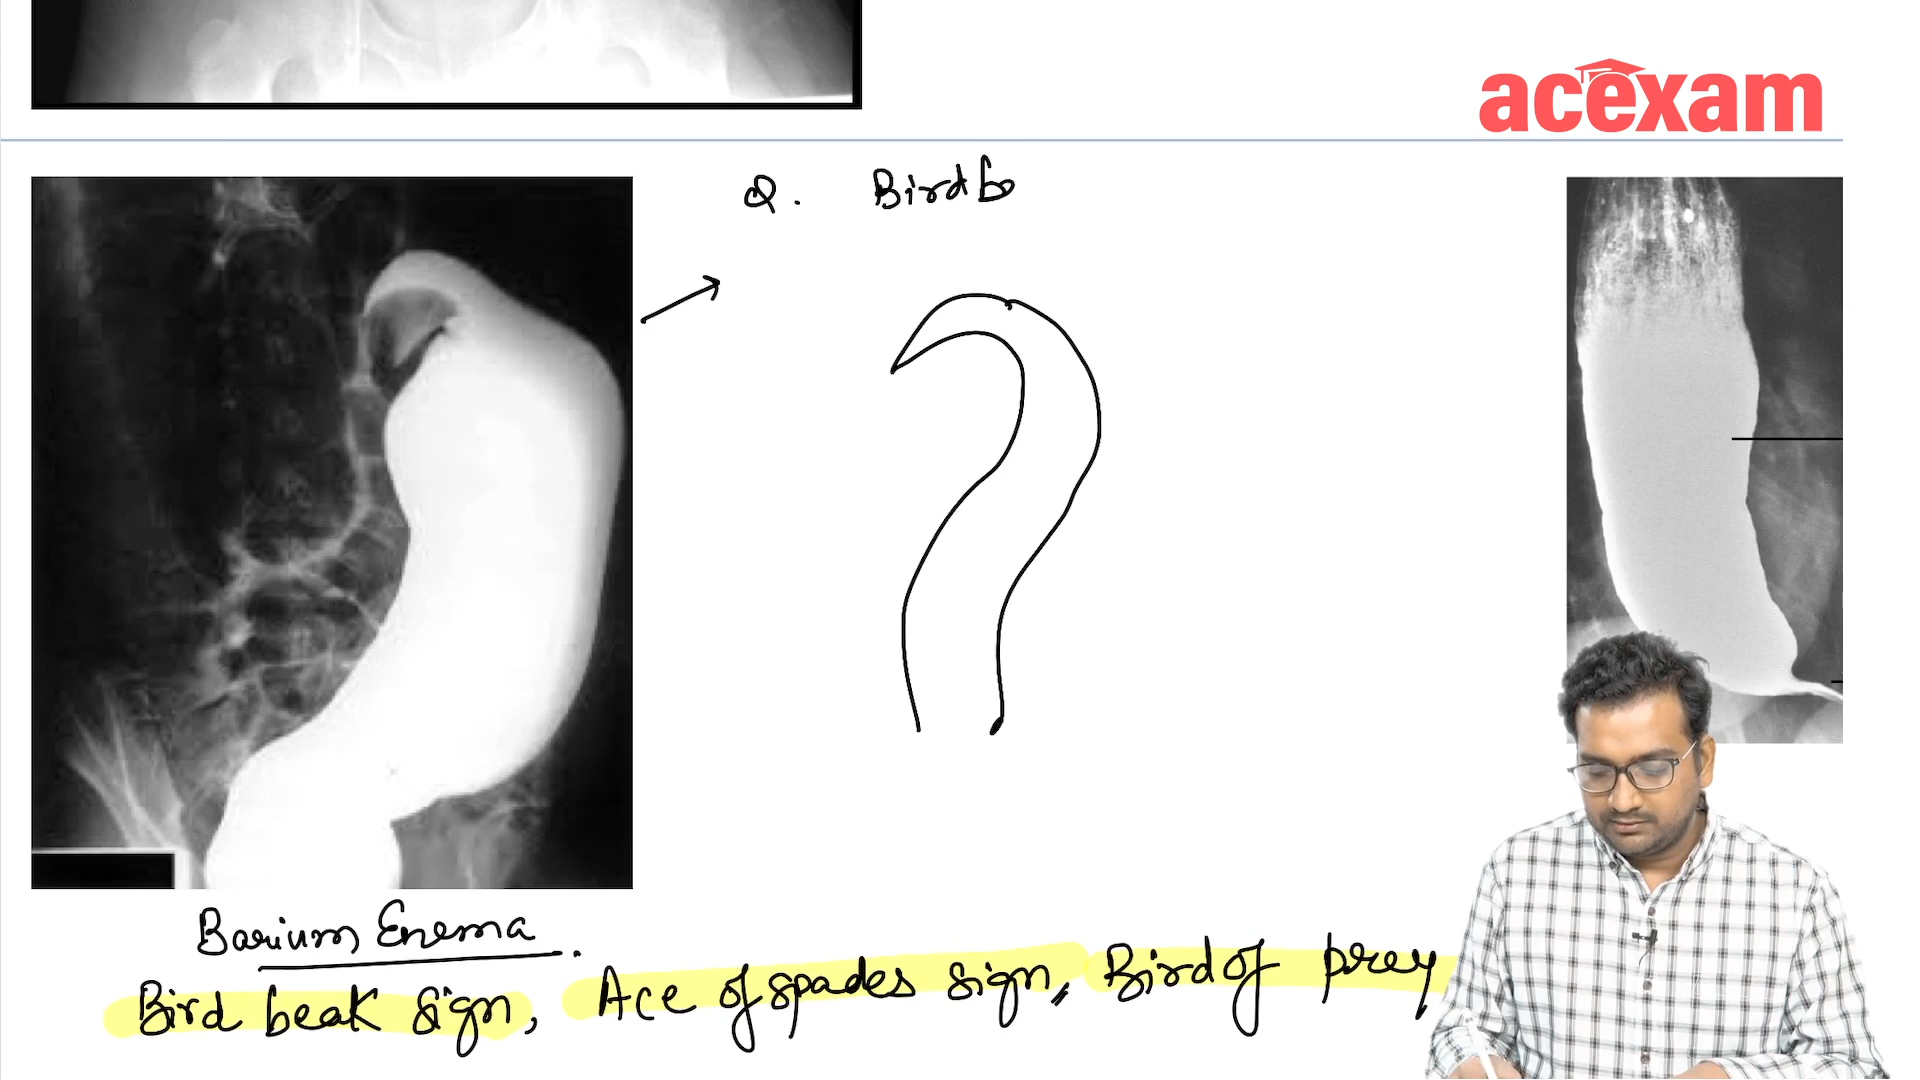 acexam
Q. Bird b
Barium Enema.
Bird beak sign, Ace of spades sign, Bird of prey